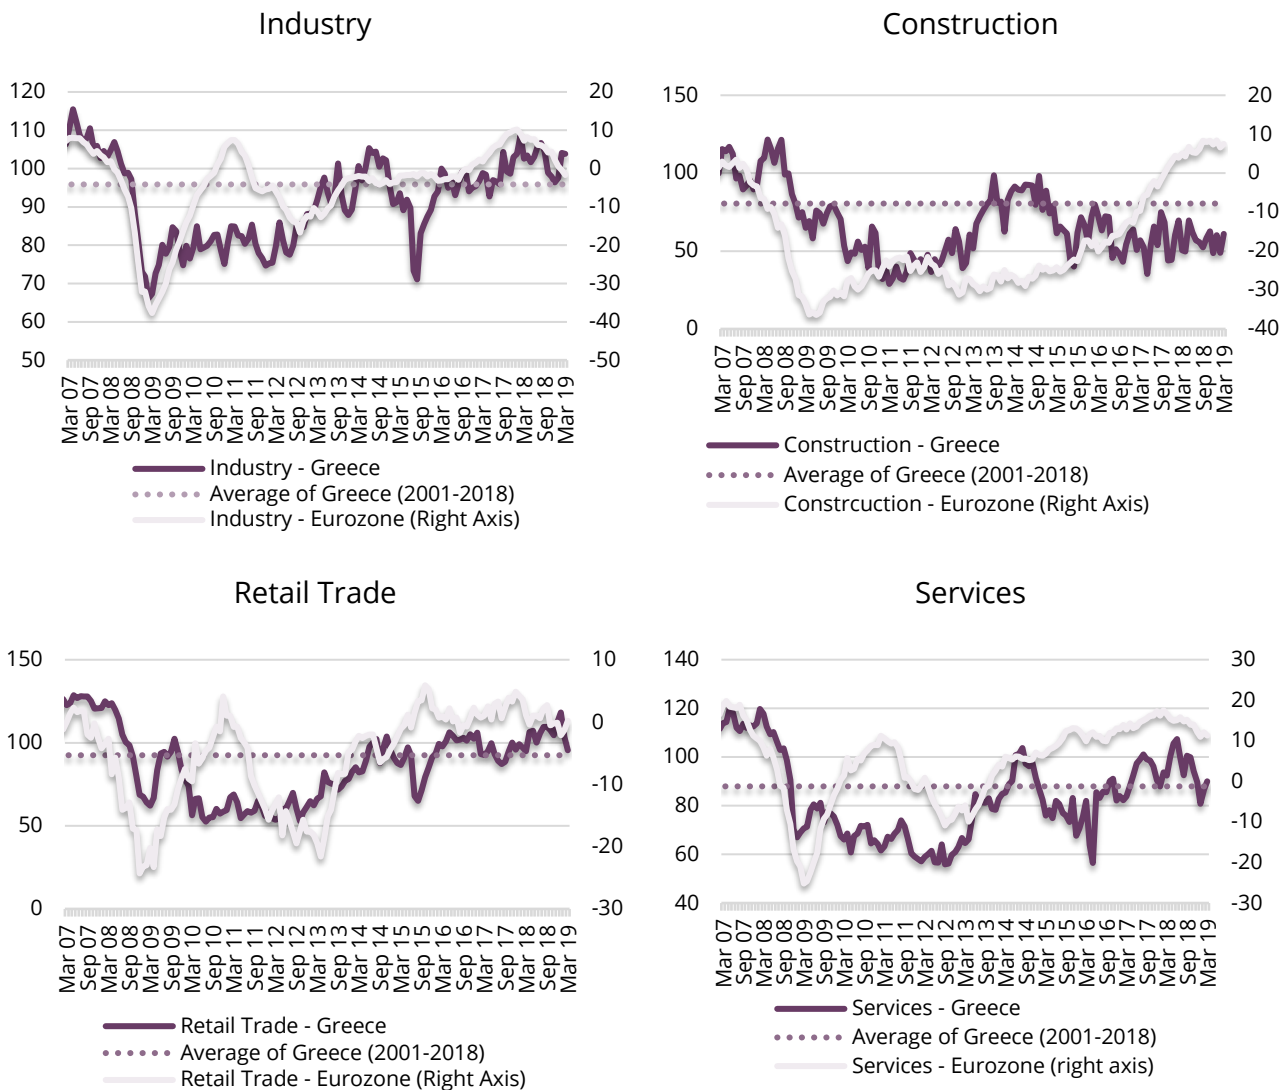 Industry
120
110
100
90
80
70
60
50
20
10
0
-10
-20
-30
-40
-50
Mar 07
Sep 07
Mar 08
Sep 08
Mar 09
Sep 09
Mar 10
Sep 10
Mar 11
Sep 11
Mar 12
Sep 12
Mar 13
Sep 13
Mar 14
Sep 14
Mar 15
Sep 15
Mar 16
Sep 16
Mar 17
Sep 17
Mar 18
Sep 18
Mar 19
Industry - Greece
Average of Greece (2001-2018)
Industry - Eurozone (Right Axis)
Construction
150
100
50
0
20
10
0
-10
-20
-30
-40
Mar 07
Sep 07
Mar 08
Sep 08
Mar 09
Sep 09
Mar 10
Sep 10
Mar 11
Sep 11
Mar 12
Sep 12
Mar 13
Sep 13
Mar 14
Sep 14
Mar 15
Sep 15
Mar 16
Sep 16
Mar 17
Sep 17
Mar 18
Sep 18
Mar 19
Construction - Greece
Average of Greece (2001-2018)
Constrcuction - Eurozone (Right Axis)
Retail Trade
150
100
50
0
10
0
-10
-20
-30
Mar 07
Sep 07
Mar 08
Sep 08
Mar 09
Sep 09
Mar 10
Sep 10
Mar 11
Sep 11
Mar 12
Sep 12
Mar 13
Sep 13
Mar 14
Sep 14
Mar 15
Sep 15
Mar 16
Sep 16
Mar 17
Sep 17
Mar 18
Sep 18
Mar 19
Retail Trade - Greece
Average of Greece (2001-2018)
Retail Trade - Eurozone (Right Axis)
Services
140
120
100
80
60
40
30
20
10
0
-10
-20
-30
Mar 07
Sep 07
Mar 08
Sep 08
Mar 09
Sep 09
Mar 10
Sep 10
Mar 11
Sep 11
Mar 12
Sep 12
Mar 13
Sep 13
Mar 14
Sep 14
Mar 15
Sep 15
Mar 16
Sep 16
Mar 17
Sep 17
Mar 18
Sep 18
Mar 19
Services - Greece
Average of Greece (2001-2018)
Services - Eurozone (right axis)